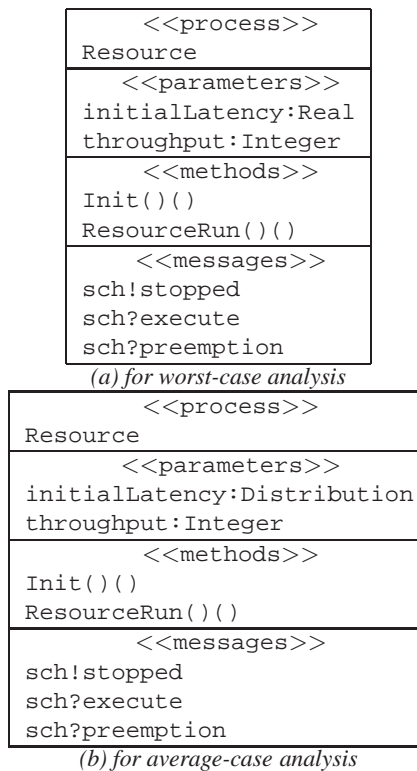 <<process>>
Resource
<<parameters>>
initialLatency:Real
throughput:Integer
<<methods>>
Init()()
ResourceRun()()
<<messages>>
sch!stopped
sch?execute
sch?preemption
(a) for worst-case analysis
<<process>>
Resource
<<parameters>>
initialLatency:Distribution
throughput:Integer
<<methods>>
Init()()
ResourceRun()()
<<messages>>
sch!stopped
sch?execute
sch?preemption
(b) for average-case analysis